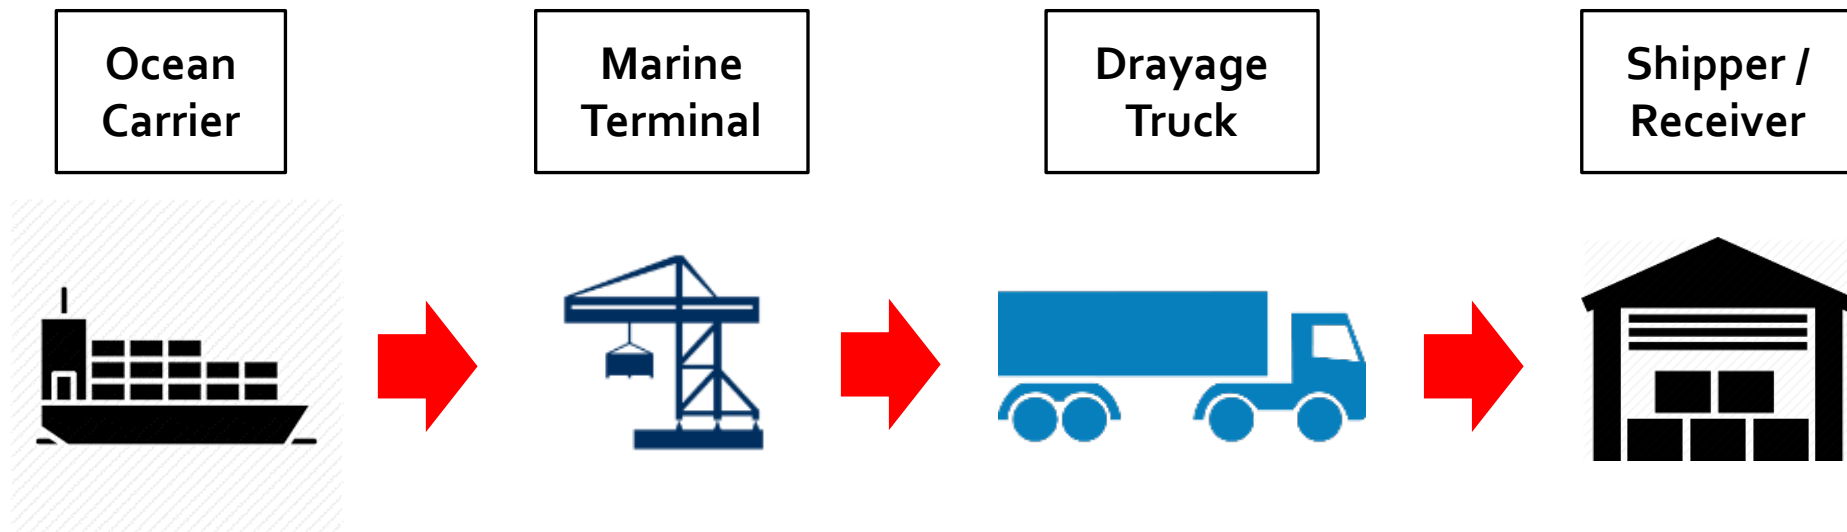 Ocean
Carrier
Marine
Terminal
Drayage
Truck
Shipper /
Receiver